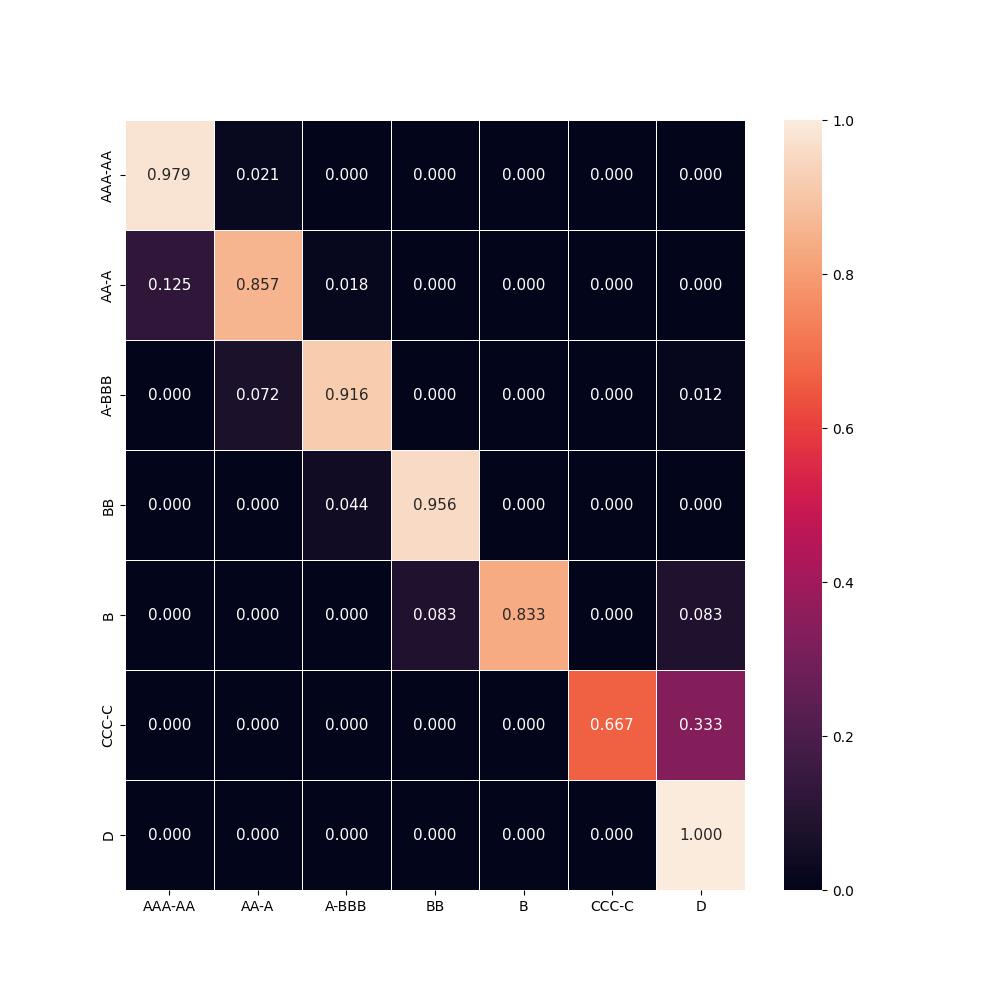 AAA-AA 0.979 0.021 0.000 0.000 0.000 0.000 0.000
AA-A 0.125 0.857 0.018 0.000 0.000 0.000 0.000
A-BBB 0.000 0.072 0.916 0.000 0.000 0.000 0.012
BB 0.000 0.000 0.044 0.956 0.000 0.000 0.000
B 0.000 0.000 0.000 0.083 0.833 0.000 0.083
CCC-C 0.000 0.000 0.000 0.000 0.000 0.667 0.333
D 0.000 0.000 0.000 0.000 0.000 0.000 1.000
AAA-AA AA-A A-BBB BB B CCC-C D
1.0
0.8
0.6
0.4
0.2
0.0